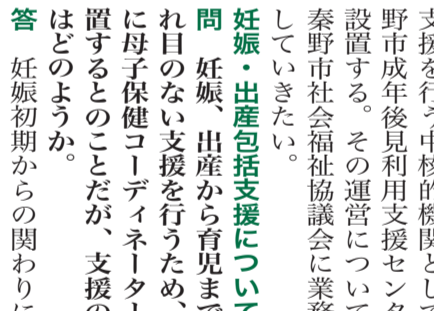 支援を行う中核的機関として
野市成年後見利用支援センタ
設置する。その運営について
秦野市社会福祉協議会に業務
していきたい。
妊娠・出産包括支援について
問 妊娠、出産から育児まで
れ目のない支援を行うため、
に母子保健コーディネーター
置するとのことだが、支援の
はどのようか。
答 妊娠初期からの関わりに